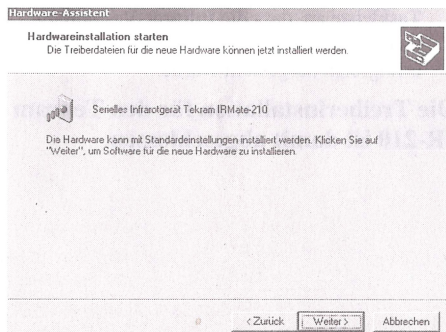 Hardware-Assistent
Hardwareinstallation starten
Die Treiberdateien für die neue Hardware können jetzt installiert werden.
Serielles Infrarotgerät Tekram IRMate-210
Die Hardware kann mit Standardeinstellungen installiert werden. Klicken Sie auf
"Weiter", um Software für die neue Hardware zu installieren.
< Zurück Weiter > Abbrechen